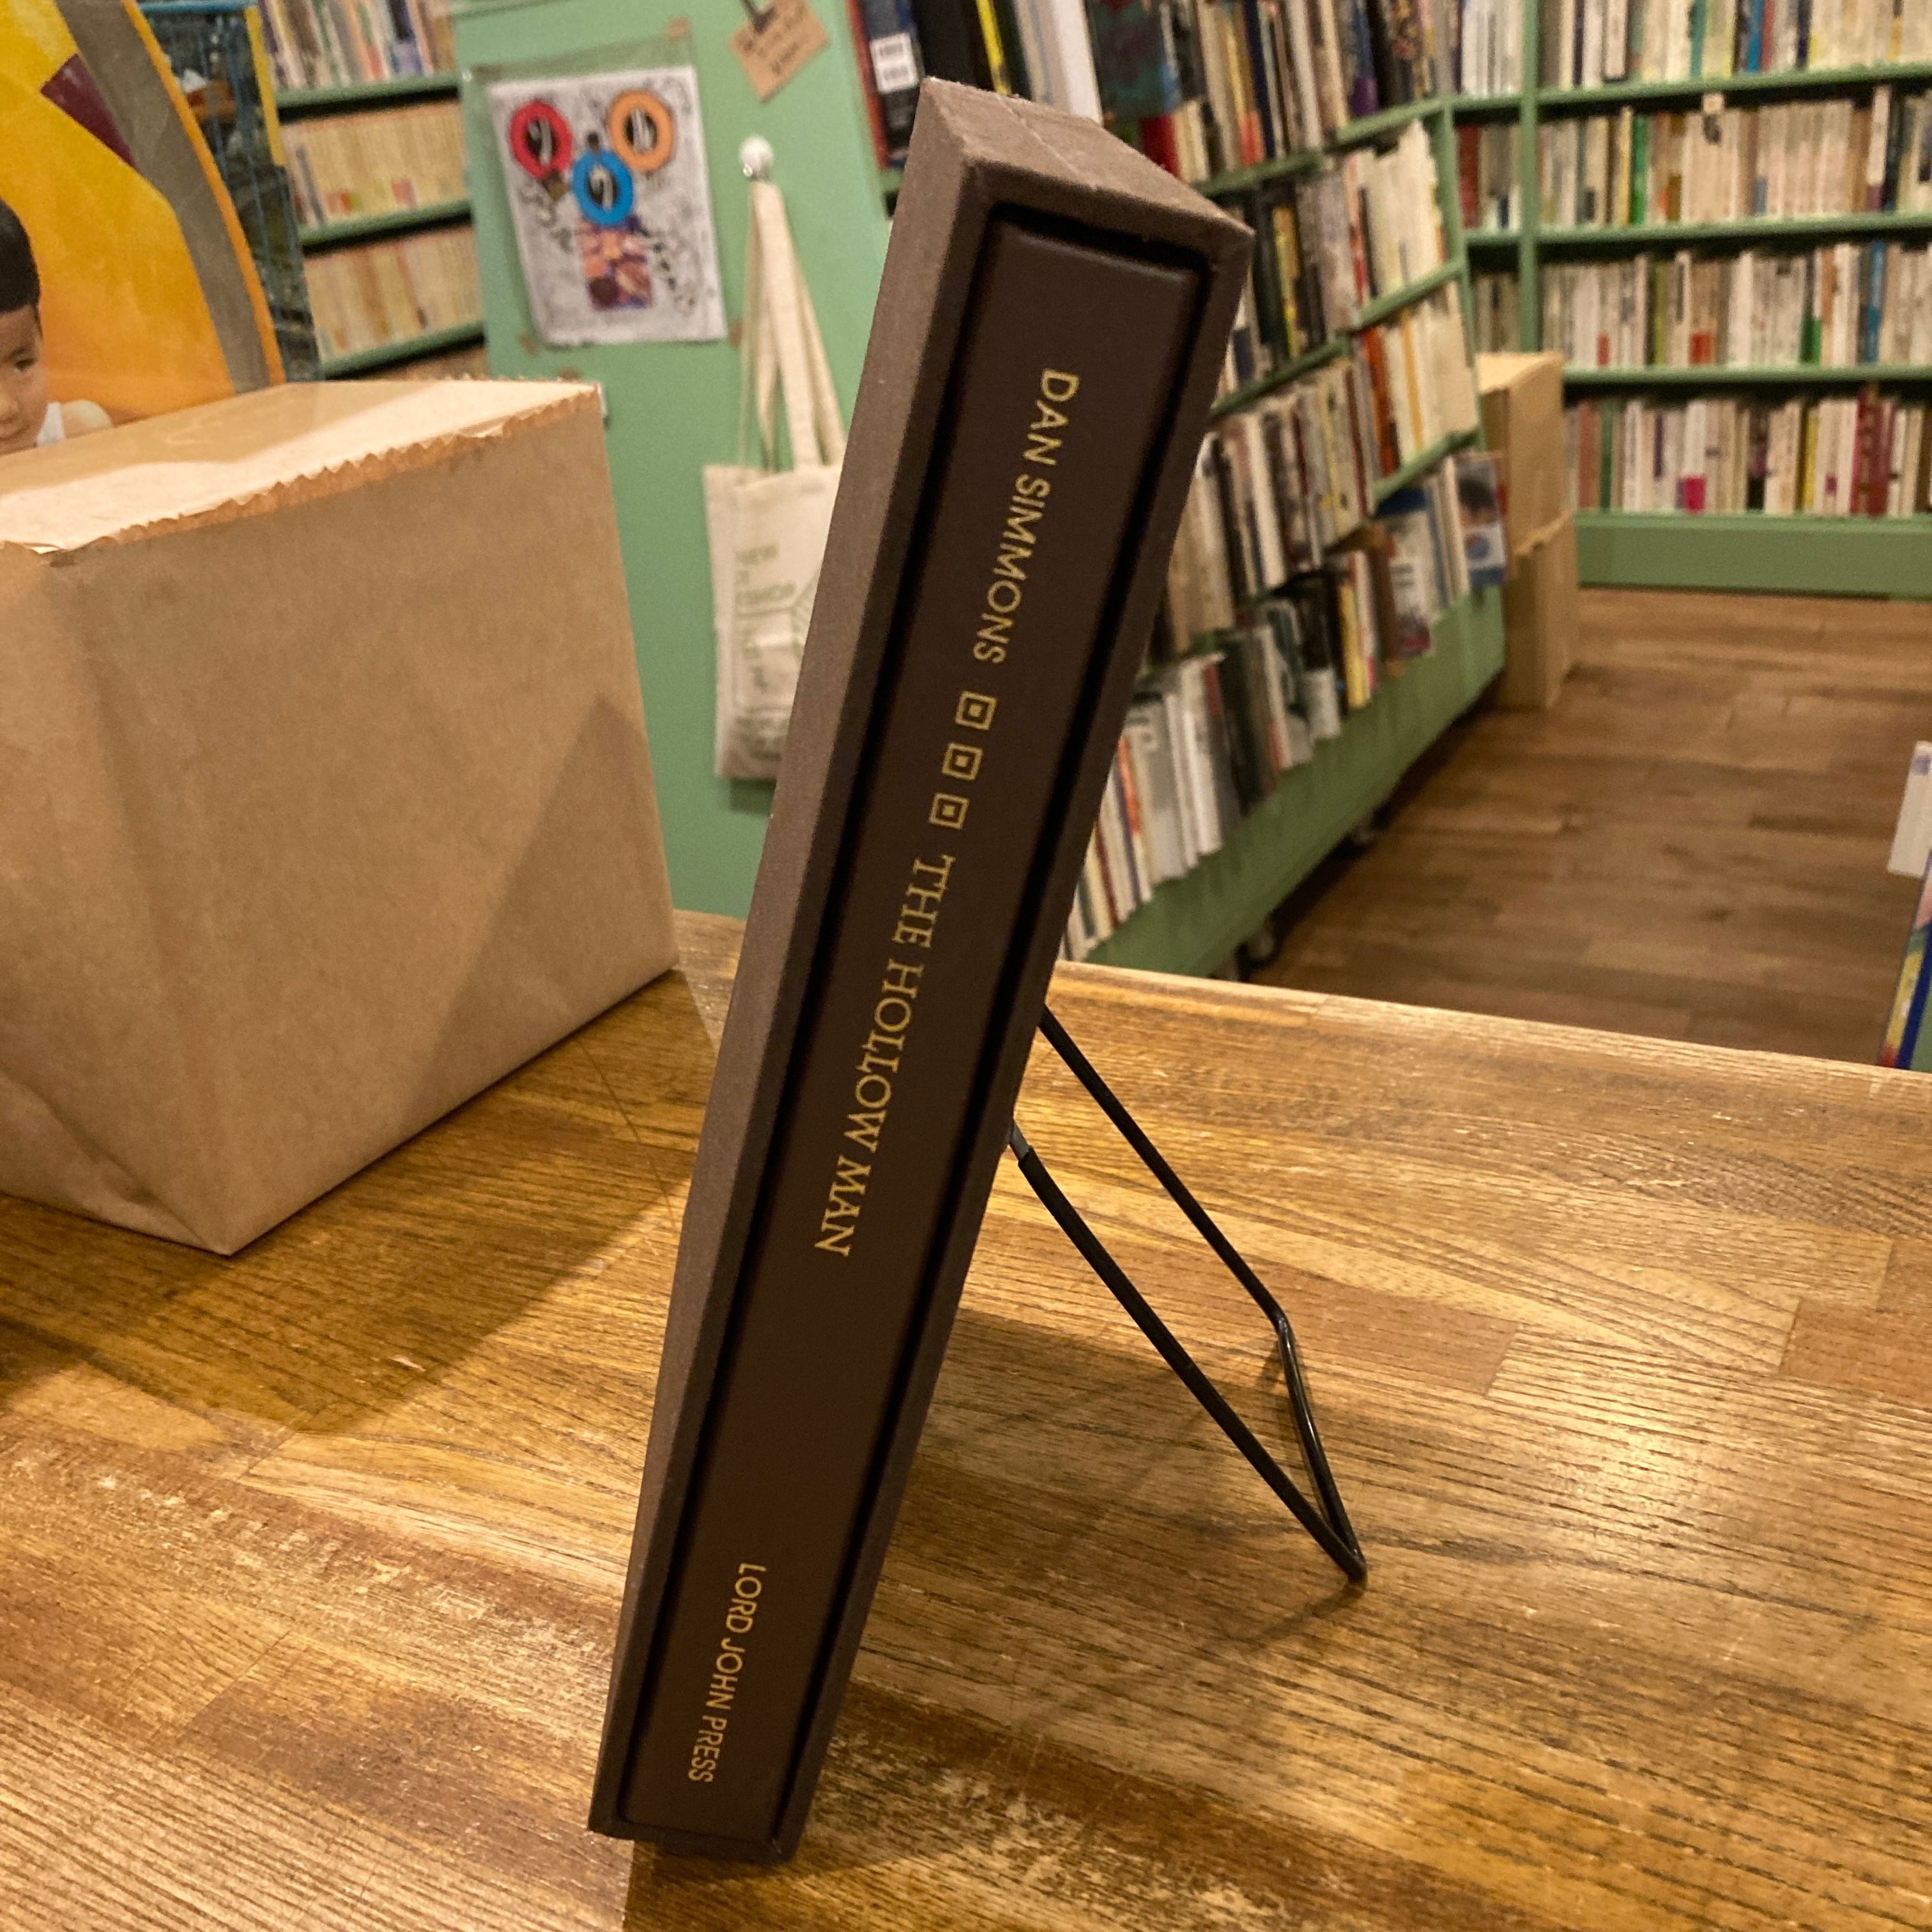 DAN SIMMONS
THE HOLLOW MAN
LORD JOHN PRESS